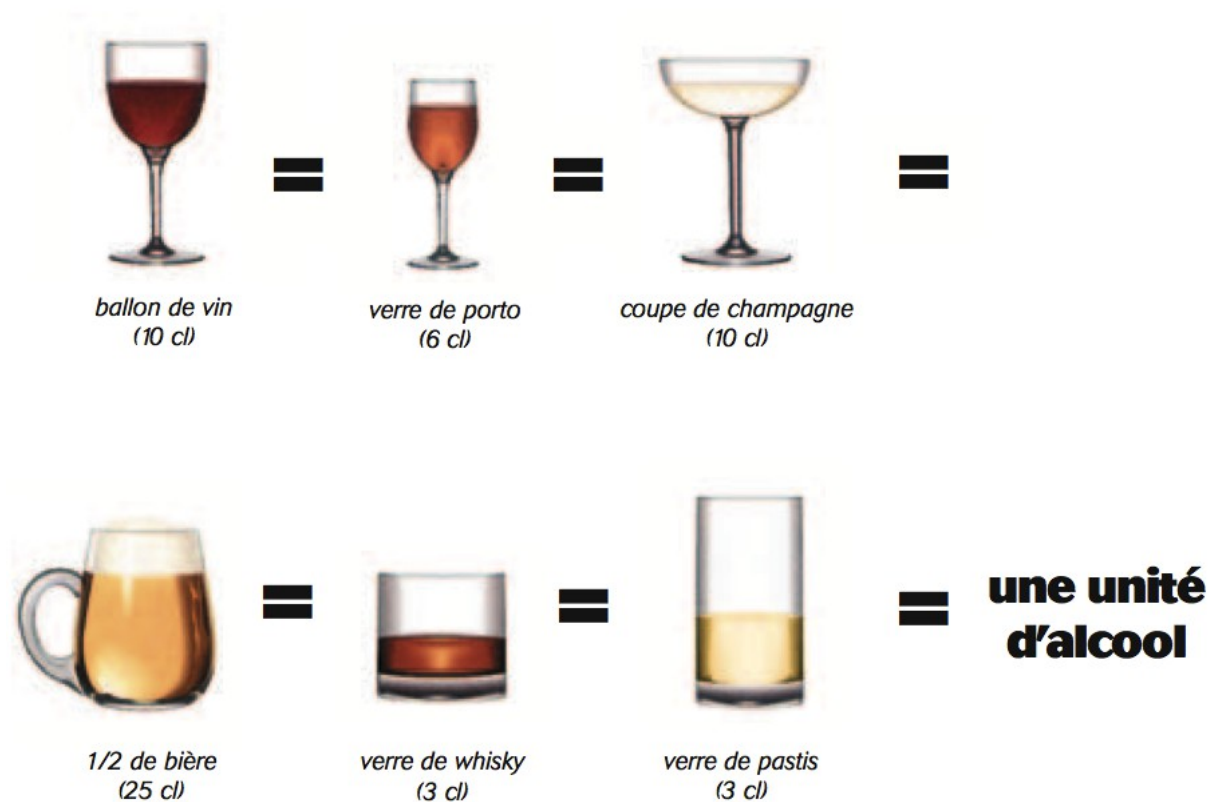 =
=
=
ballon de vin
(10 cl)
verre de porto
(6 cl)
coupe de champagne
(10 cl)
=
=
=
une unité
d'alcool
1/2 de bière
(25 cl)
verre de whisky
(3 cl)
verre de pastis
(3 cl)